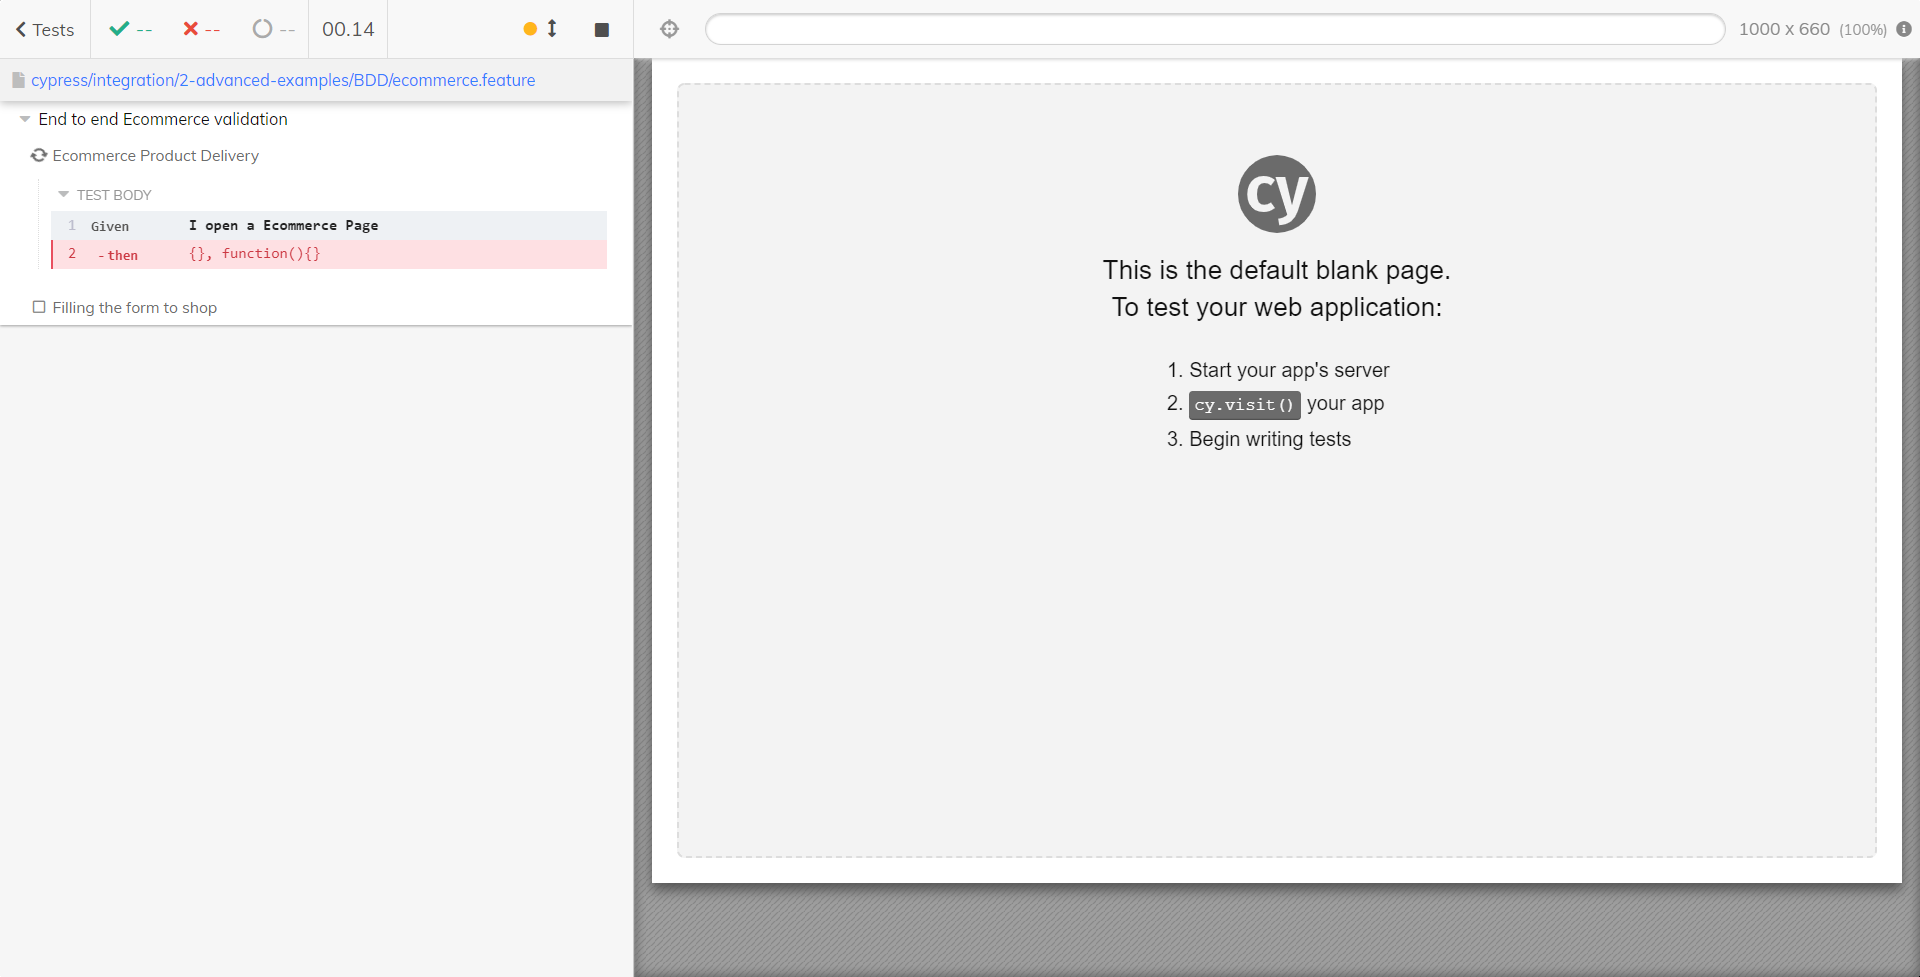 Tests -- -- -- 00.14
1000 x 660 (100%)
cypress/integration/2-advanced-examples/BDD/ecommerce.feature
End to end Ecommerce validation
Ecommerce Product Delivery
TEST BODY
1 Given I open a Ecommerce Page
2 -then {}, function(){}
Filling the form to shop
cy
This is the default blank page.
To test your web application:
1. Start your app's server
2. cy.visit() your app
3. Begin writing tests